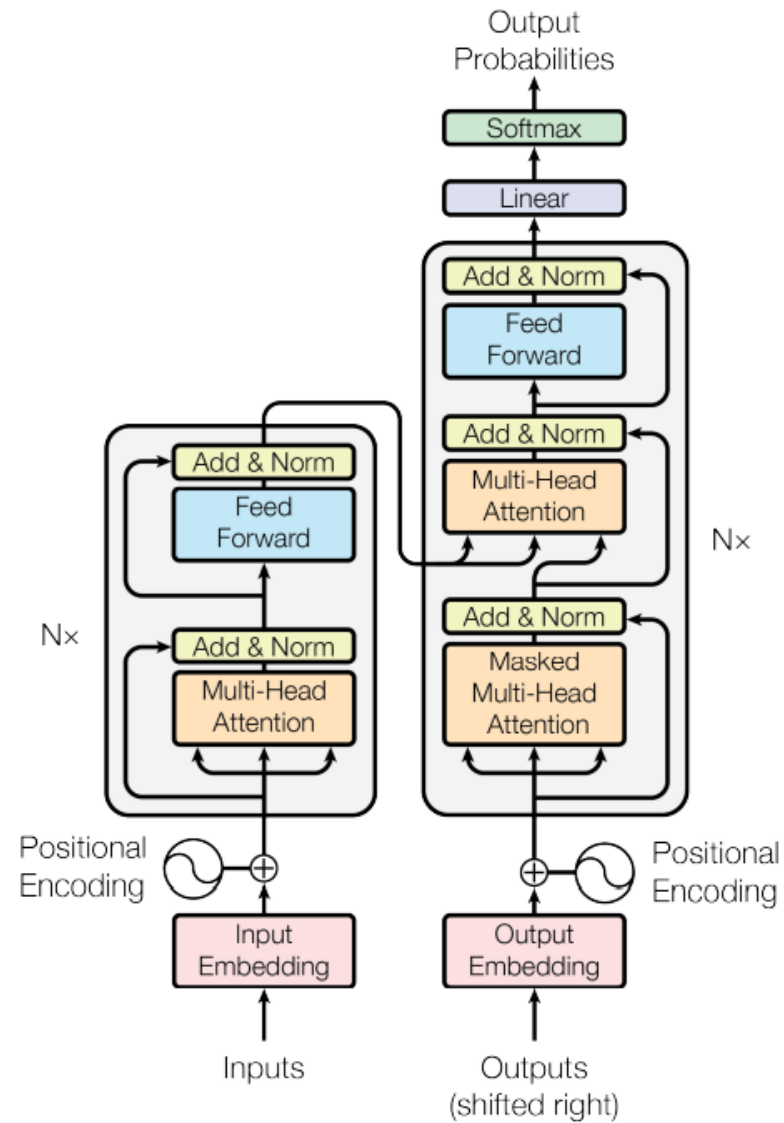 Output
Probabilities
Softmax
Linear
Add & Norm
Feed
Forward
Add & Norm
Multi-Head
Attention
Add & Norm
Masked
Multi-Head
Attention
N×
Add & Norm
Feed
Forward
Add & Norm
Multi-Head
Attention
N×
Positional
Encoding
Positional
Encoding
Input
Embedding
Output
Embedding
Inputs
Outputs
(shifted right)